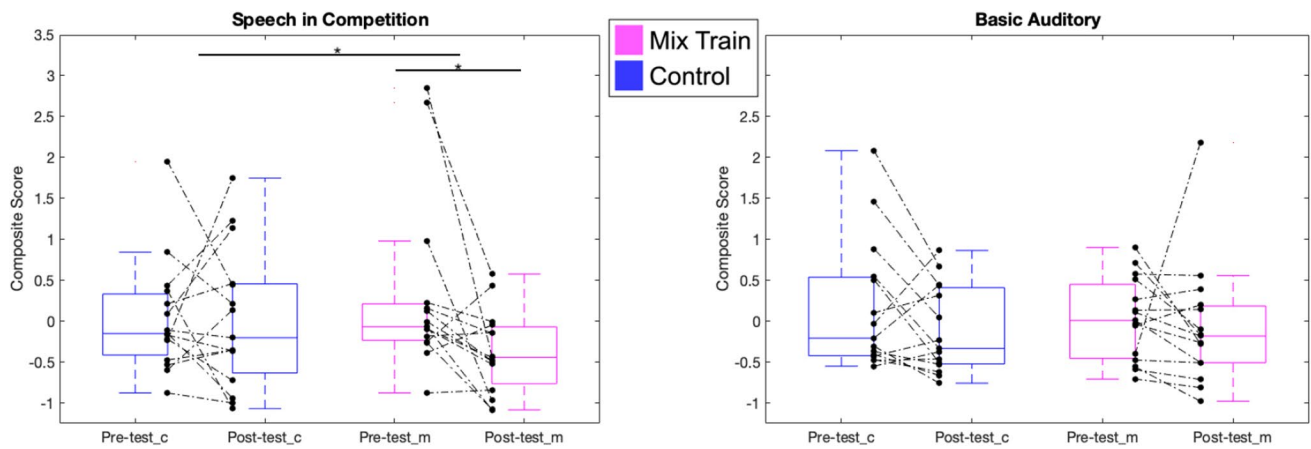 Speech in Competition
Mix Train
Control
Basic Auditory
Composite Score
3.5
3
2.5
2
1.5
1
0.5
0
-0.5
-1
*
*
Pre-test_c
Post-test_c
Pre-test_m
Post-test_m
Composite Score
3
2.5
2
1.5
1
0.5
0
-0.5
-1
Pre-test_c
Post-test_c
Pre-test_m
Post-test_m